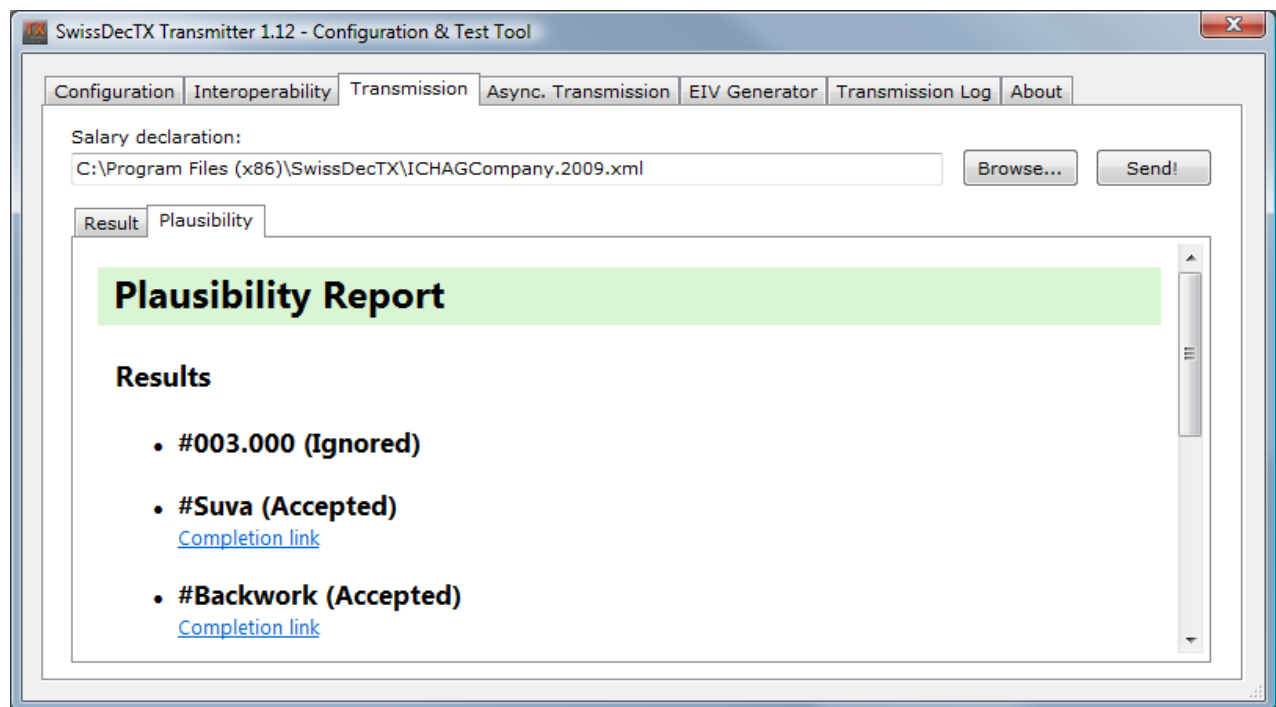 TX SwissDecTX Transmitter 1.12 - Configuration & Test Tool
Configuration Interoperability Transmission Async. Transmission EIV Generator Transmission Log About
Salary declaration:
C:\Program Files (x86)\SwissDecTX\ICHAGCompany.2009.xml Browse... Send!
Result Plausibility
Plausibility Report
Results
• #003.000 (Ignored)
• #Suva (Accepted)
Completion link
• #Backwork (Accepted)
Completion link